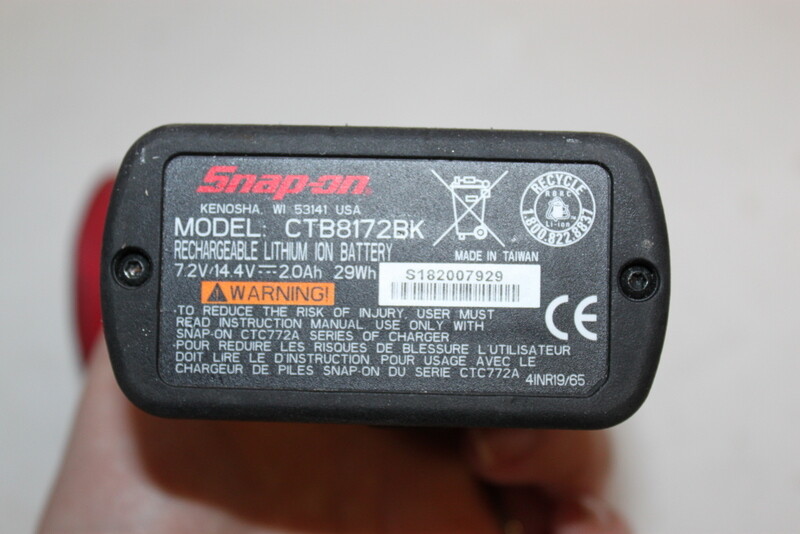 Snap-on
KENOSHA, WI 53141 USA
MODEL: CTB8172BK
RECHARGEABLE LITHIUM ION BATTERY
7.2V/14.4V⎓2.0Ah 29Wh
MADE IN TAIWAN
RECYCLE
RBRC
Li-ion
1.800.822.8837
S182007929
WARNING!
·TO REDUCE THE RISK OF INJURY, USER MUST
READ INSTRUCTION MANUAL. USE ONLY WITH
SNAP-ON CTC772A SERIES OF CHARGER
·POUR REDUIRE LES RISQUES DE BLESSURE L'UTILISATEUR
DOIT LIRE LE D'INSTRUCTION POUR USAGE AVEC LE
CHARGEUR DE PILES SNAP-ON DU SERIE CTC772A
CE
4INR19/65